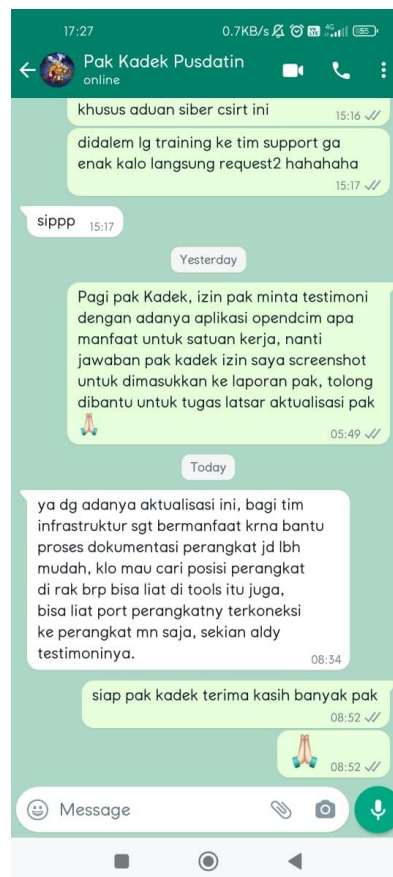 17:27
0.7KB/s
4G
55
Pak Kadek Pusdatin
online
khusus aduan siber csirt ini
15:16
didalem lg training ke tim support ga
enak kalo langsung request2 hahahaha
15:17
sippp
15:17
Yesterday
Pagi pak Kadek, izin pak minta testimoni
dengan adanya aplikasi opendcim apa
manfaat untuk satuan kerja, nanti
jawaban pak kadek izin saya screenshot
untuk dimasukkan ke laporan pak, tolong
dibantu untuk tugas latsar aktualisasi pak
05:49
Today
ya dg adanya aktualisasi ini, bagi tim
infrastruktur sgt bermanfaat krna bantu
proses dokumentasi perangkat jd lbh
mudah, klo mau cari posisi perangkat
di rak brp bisa liat di tools itu juga,
bisa liat port perangkatny terkoneksi
ke perangkat mn saja, sekian aldy
testimoninya.
08:34
siap pak kadek terima kasih banyak pak
08:52
08:52
Message